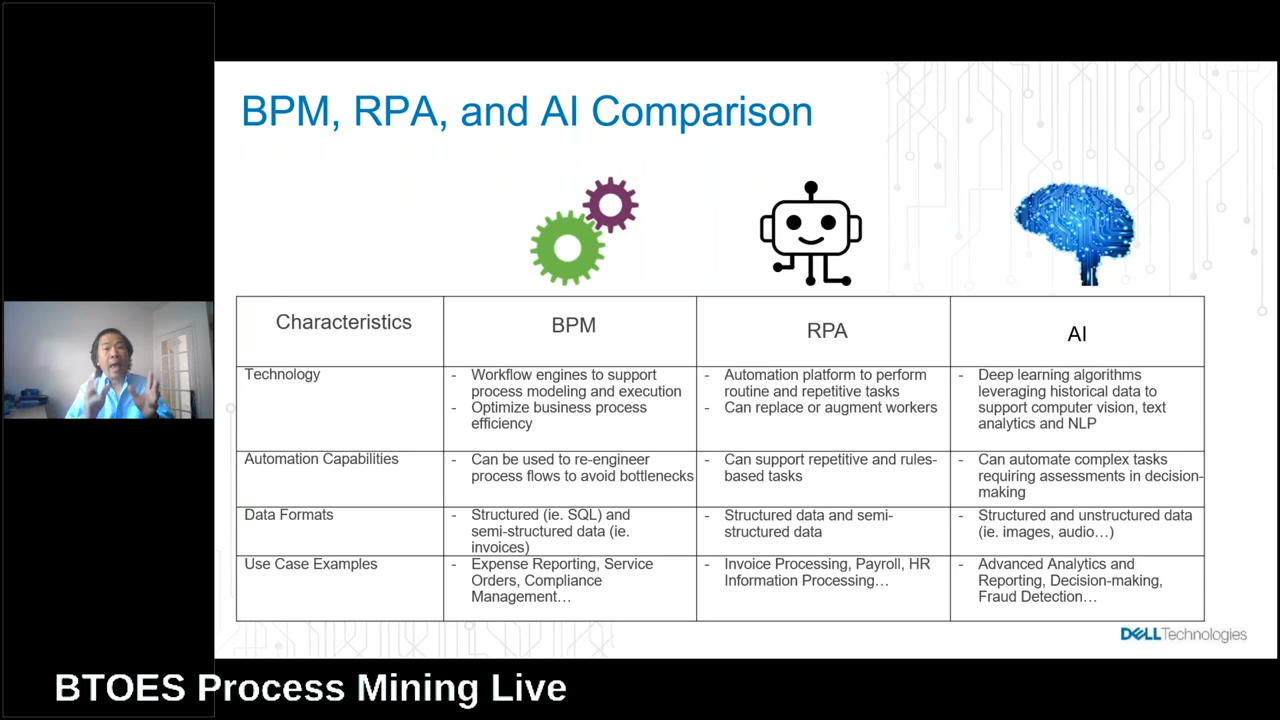 BPM, RPA, and AI Comparison
Characteristics
BPM
RPA
AI
Technology
- Workflow engines to support
process modeling and execution
- Optimize business process
efficiency
- Automation platform to perform
routine and repetitive tasks
- Can replace or augment workers
- Deep learning algorithms
leveraging historical data to
support computer vision, text
analytics and NLP
Automation Capabilities
- Can be used to re-engineer
process flows to avoid bottlenecks
- Can support repetitive and rules-
based tasks
- Can automate complex tasks
requiring assessments in decision-
making
Data Formats
- Structured (ie. SQL) and
semi-structured data (ie.
invoices)
- Structured data and semi-
structured data
- Structured and unstructured data
(ie. images, audio…)
Use Case Examples
- Expense Reporting, Service
Orders, Compliance
Management…
- Invoice Processing, Payroll, HR
Information Processing…
- Advanced Analytics and
Reporting, Decision-making,
Fraud Detection…
DELLTechnologies
BTOES Process Mining Live